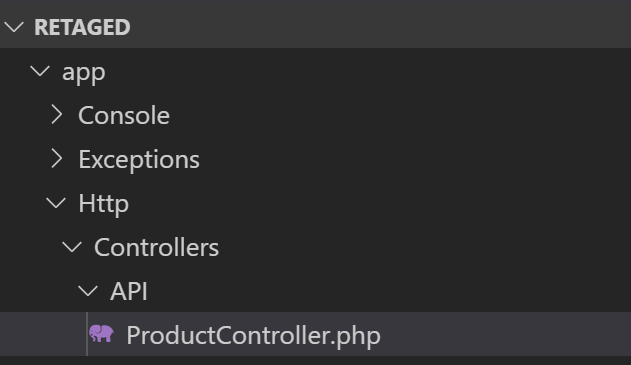 RETAGED
app
Console
Exceptions
Http
Controllers
API
ProductController.php